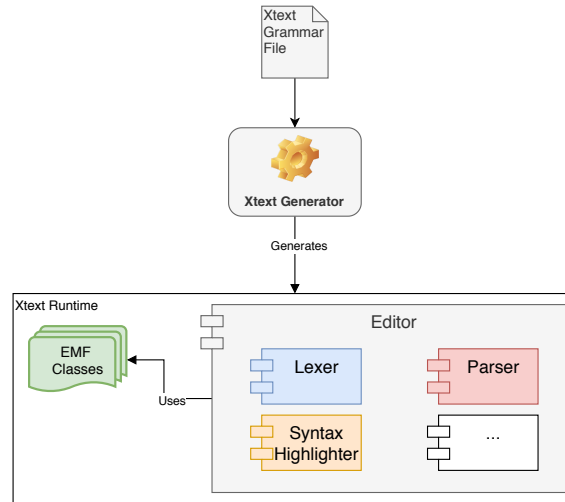 Xtext
Grammar
File
Xtext Generator
Generates
Xtext Runtime
Editor
EMF
Classes
Uses
Lexer
Parser
Syntax
Highlighter
...